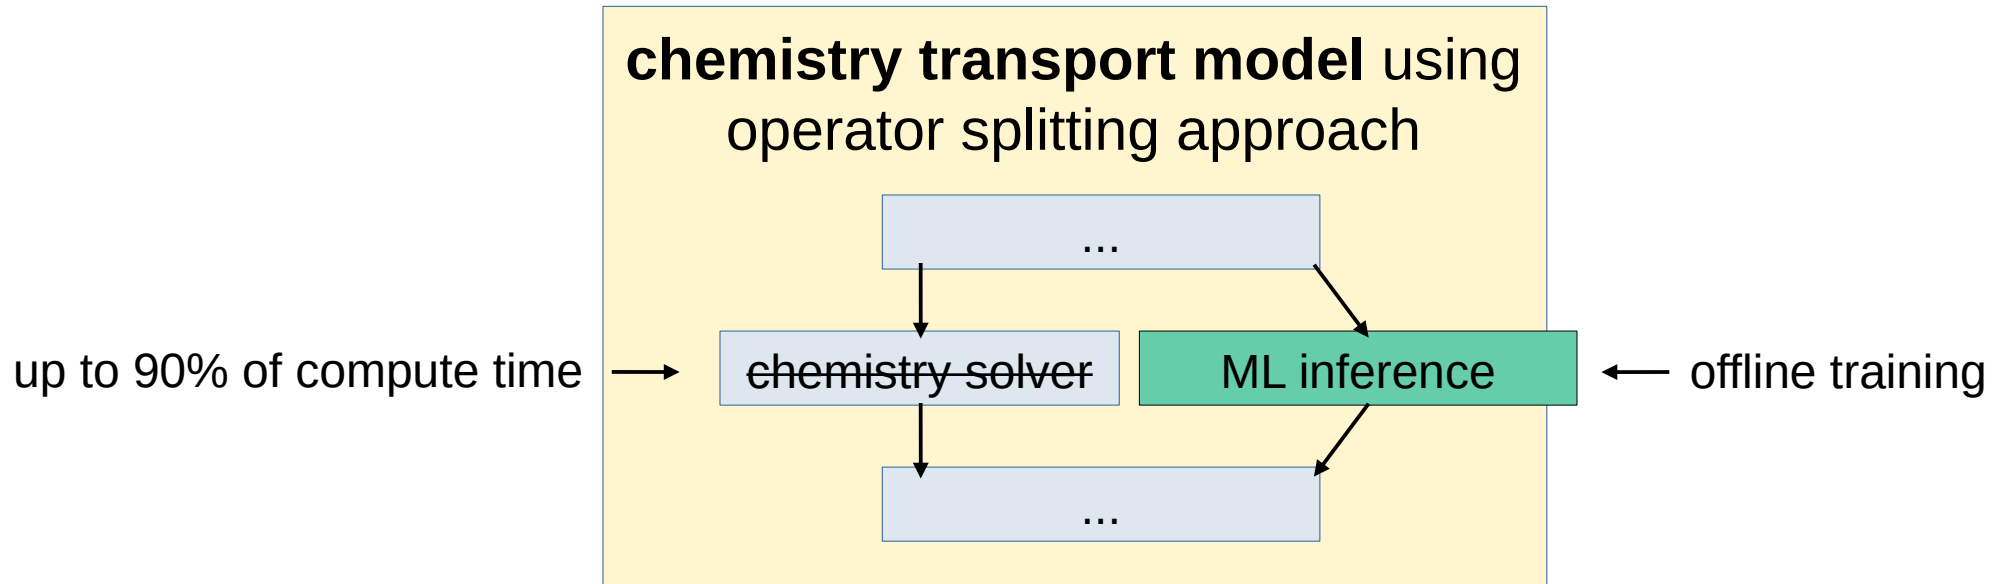 chemistry transport model using
operator splitting approach
...
up to 90% of compute time
chemistry solver
ML inference
offline training
...